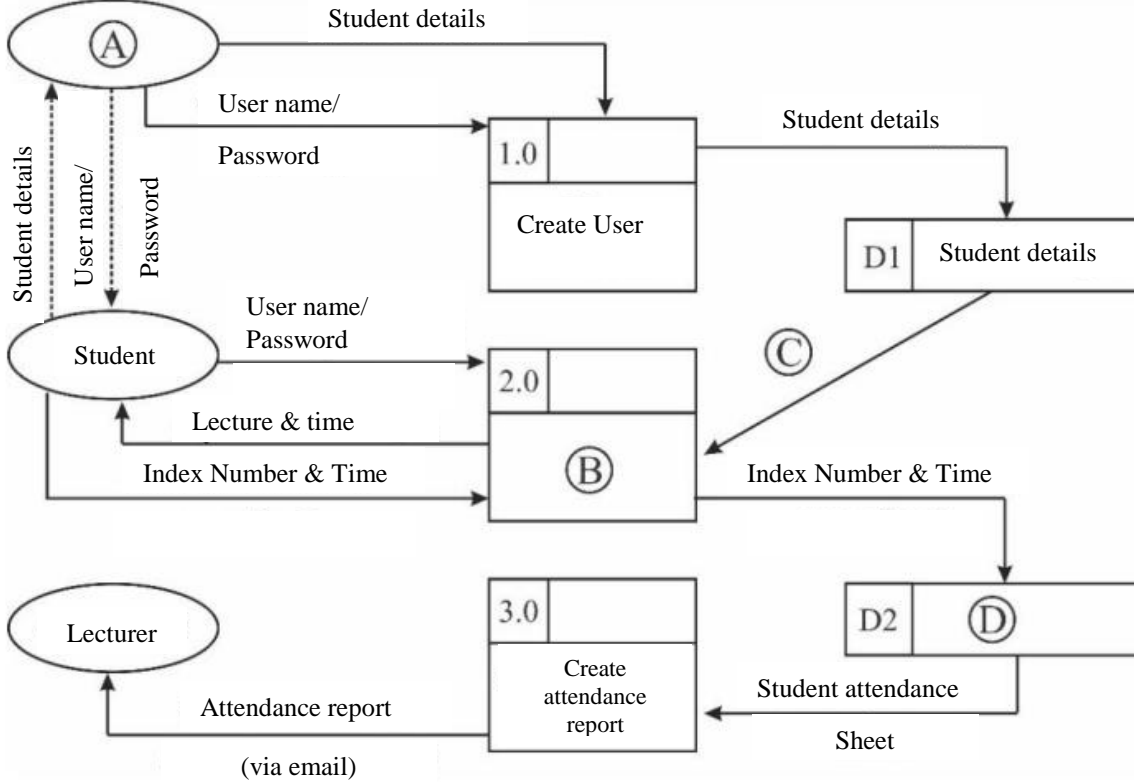 Student details
A
User name/
Password
1.0
Create User
Student details
D1
Student details
Student details
User name/
Password
Student
User name/
Password
2.0
B
C
Lecture & time
Index Number & Time
Index Number & Time
Lecturer
3.0
Create
attendance
report
D2
D
Student attendance
Sheet
Attendance report
(via email)